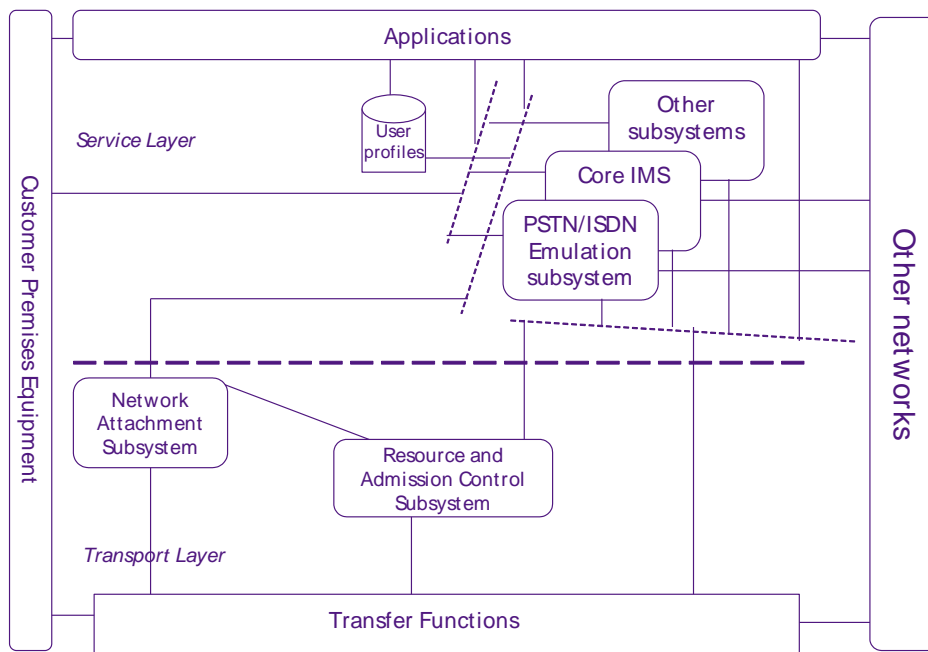 Applications
Other
subsystems
User
profiles
Service Layer
Core IMS
PSTN/ISDN
Emulation
subsystem
Customer Premises Equipment
Other networks
Network
Attachment
Subsystem
Resource and
Admission Control
Subsystem
Transport Layer
Transfer Functions